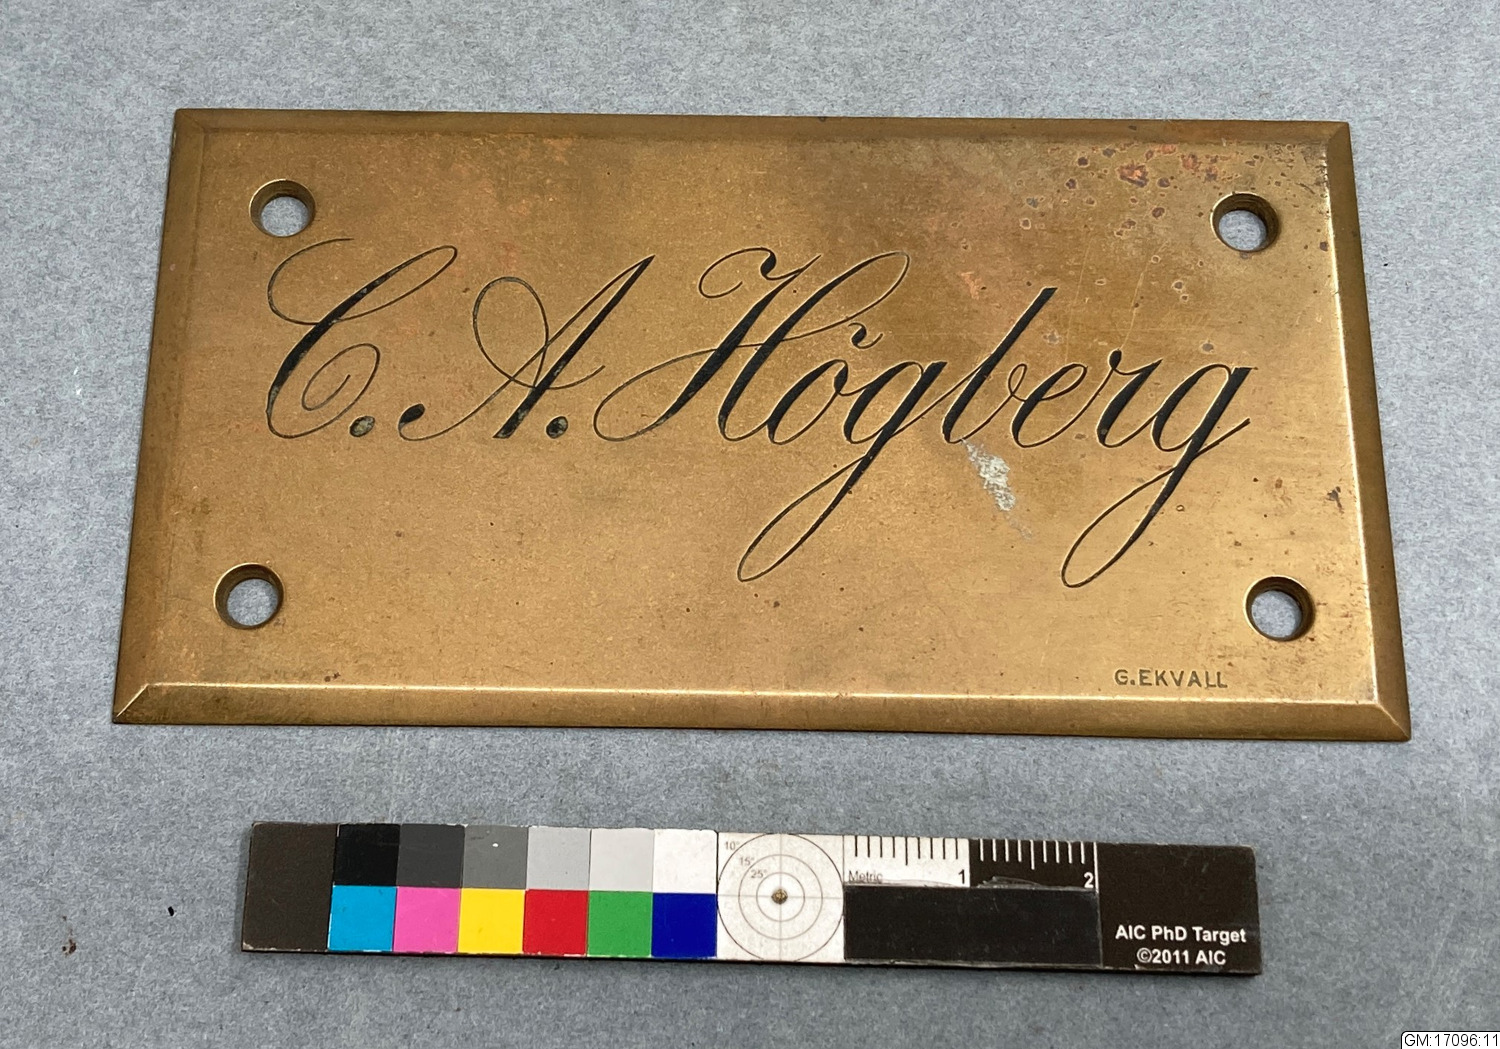 C. A. Högberg
G. EKVALL
10°
15°
25°
Metric 1 2
AIC PhD Target
©2011 AIC
GM:17096:11